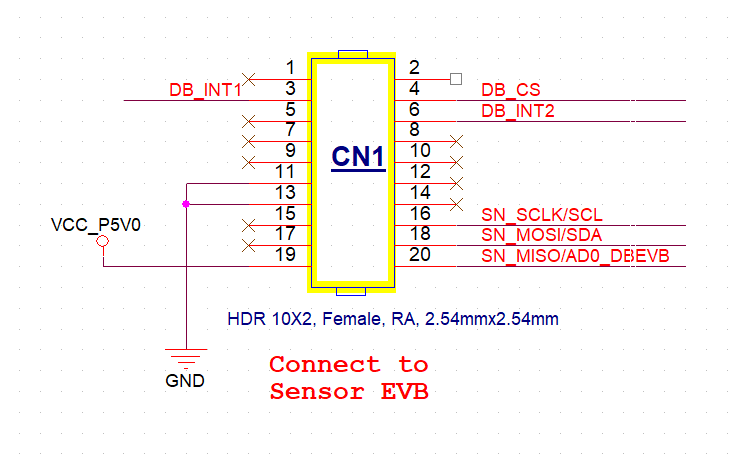 1 2
DB_INT1 3 4 DB_CS
5 6 DB_INT2
7 8
9 CN1 10
11 12
13 14
15 16 SN_SCLK/SCL
VCC_P5V0
17 18 SN_MOSI/SDA
19 20 SN_MISO/AD0_DBEVB
HDR 10X2, Female, RA, 2.54mmx2.54mm
Connect to
Sensor EVB
GND